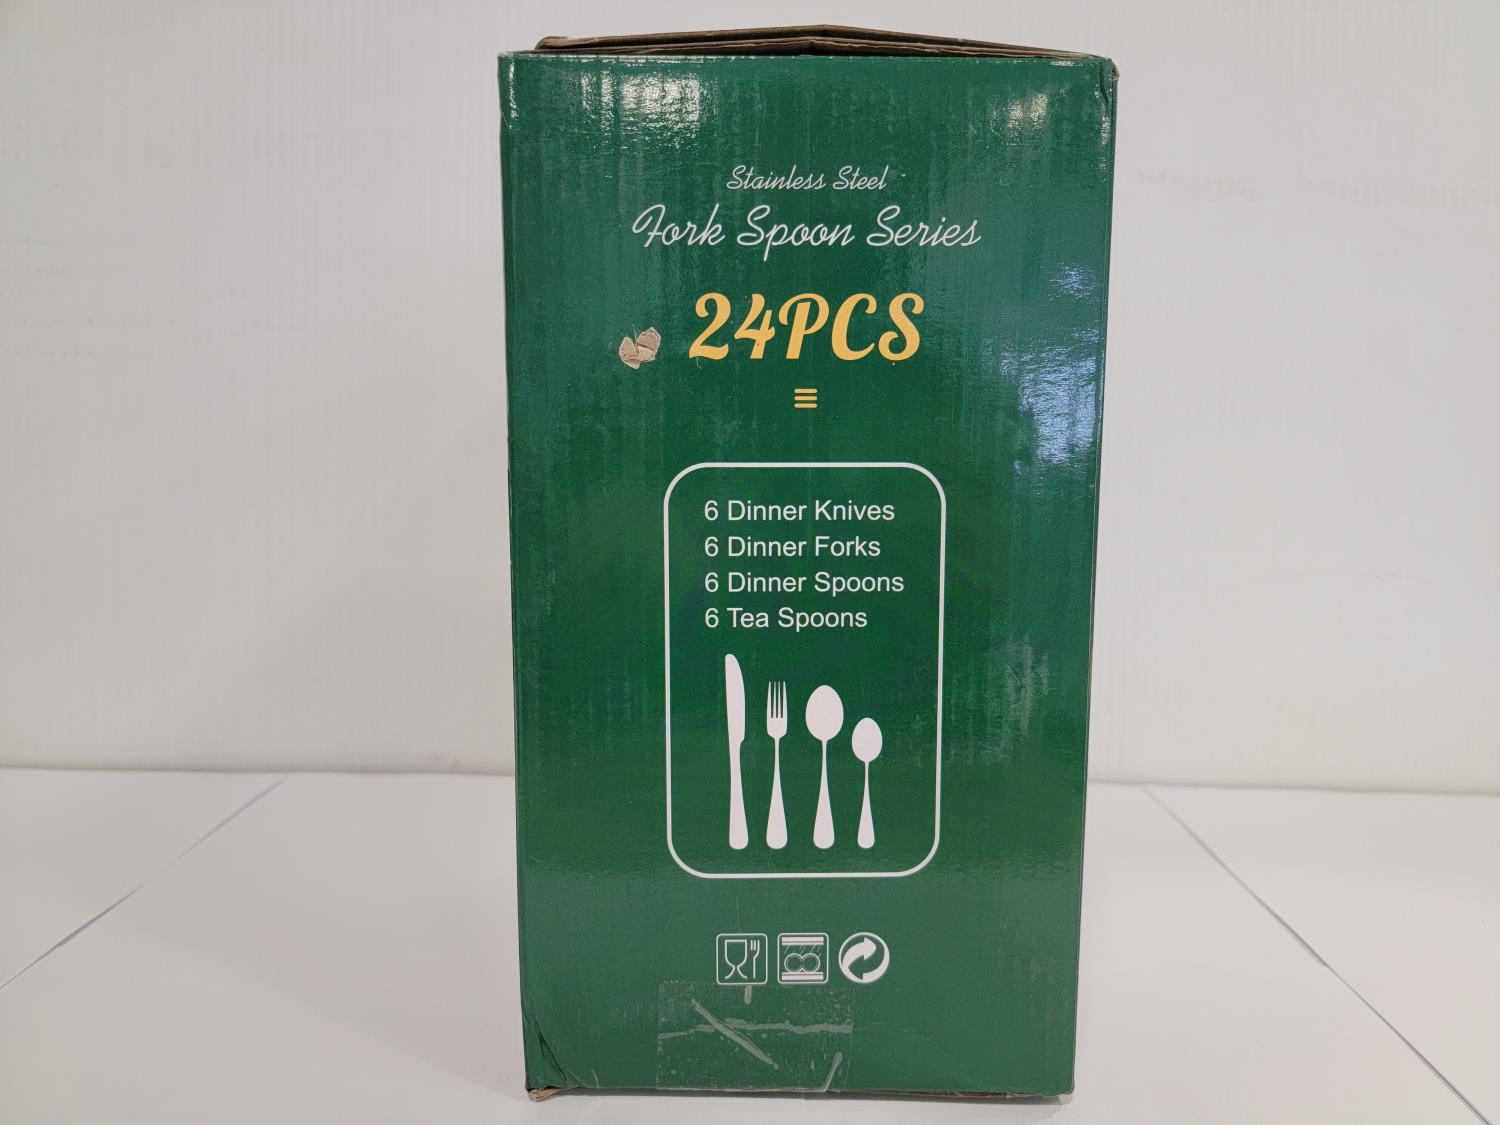 Stainless Steel
Fork Spoon Series
24PCS
6 Dinner Knives
6 Dinner Forks
6 Dinner Spoons
6 Tea Spoons